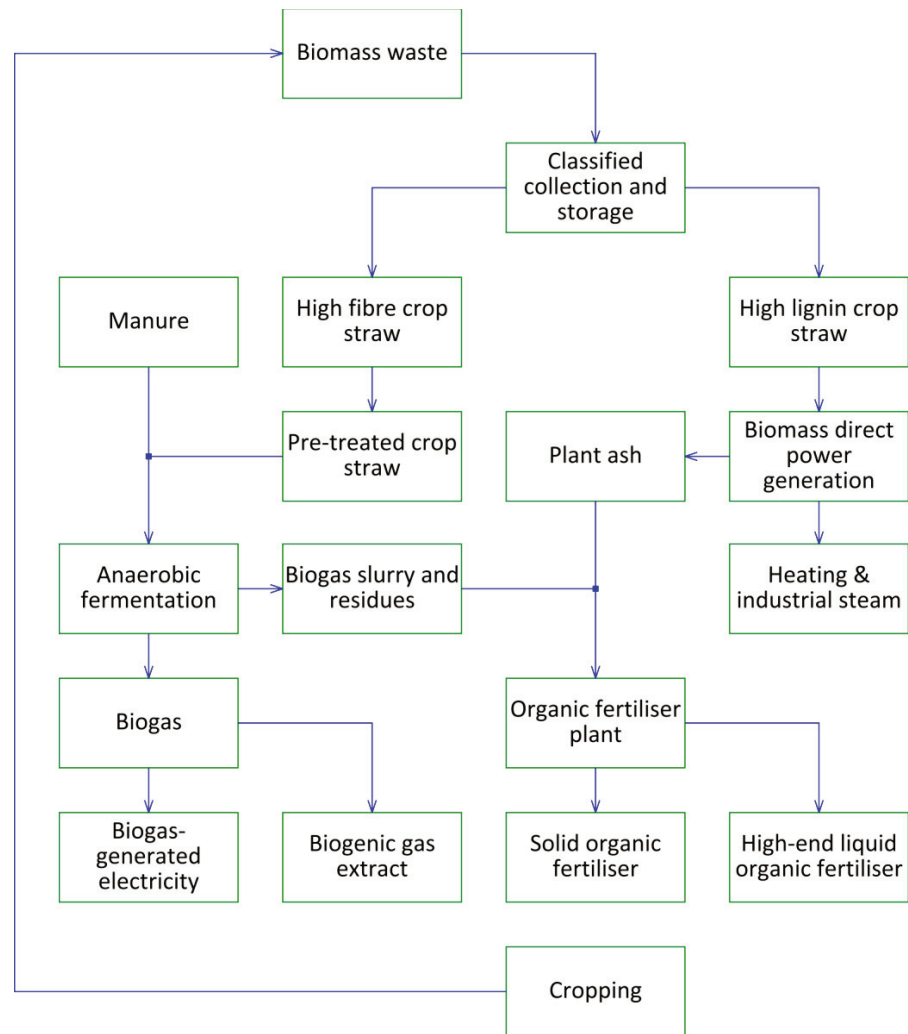 Biomass waste
Classified
collection and
storage
Manure
High fibre crop
straw
High lignin crop
straw
Pre-treated crop
straw
Plant ash
Biomass direct
power
generation
Anaerobic
fermentation
Biogas slurry and
residues
Heating &
industrial steam
Biogas
Organic fertiliser
plant
Biogas-
generated
electricity
Biogenic gas
extract
Solid organic
fertiliser
High-end liquid
organic fertiliser
Cropping